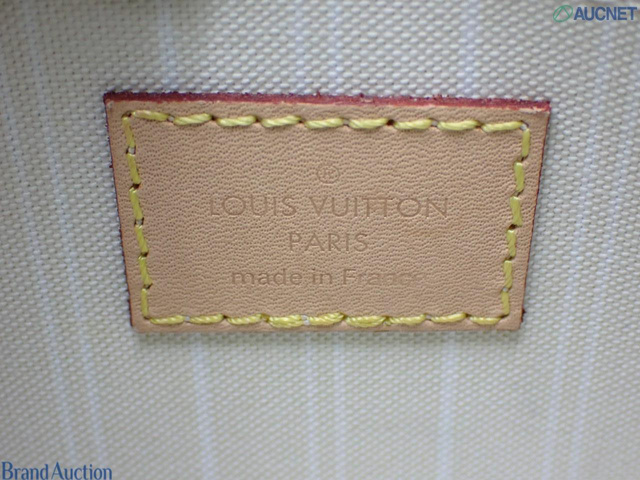 AUCNET
®
LOUIS VUITTON
PARIS
made in France
Brand Auction